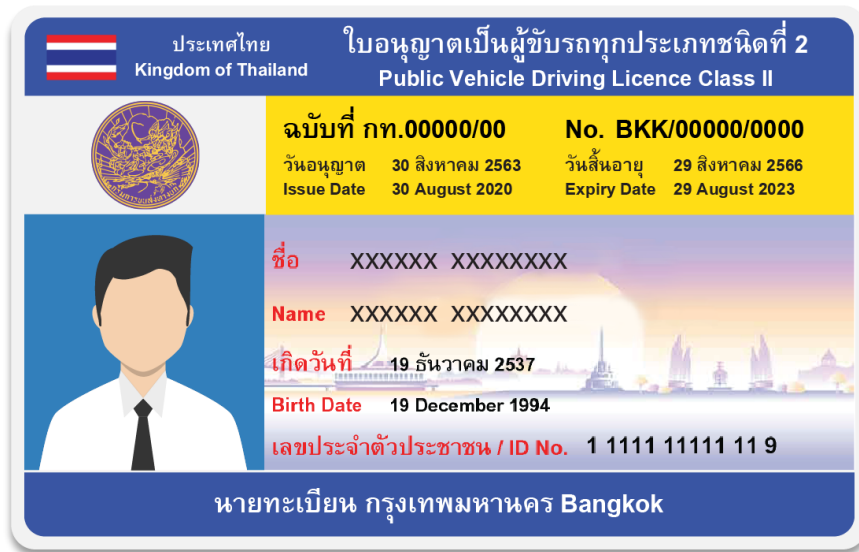 ประเทศไทย
Kingdom of Thailand
ใบอนุญาตเป็นผู้ขับรถทุกประเภทชนิดที่ 2
Public Vehicle Driving Licence Class II
ฉบับที่ กท.00000/00 No. BKK/00000/0000
วันอนุญาต 30 สิงหาคม 2563 วันสิ้นอายุ 29 สิงหาคม 2566
Issue Date 30 August 2020 Expiry Date 29 August 2023
ชื่อ XXXXXX XXXXXXXX
Name XXXXXX XXXXXXXX
เกิดวันที่ 19 ธันวาคม 2537
Birth Date 19 December 1994
เลขประจำตัวประชาชน / ID No. 1 1111 11111 11 9
นายทะเบียน กรุงเทพมหานคร Bangkok